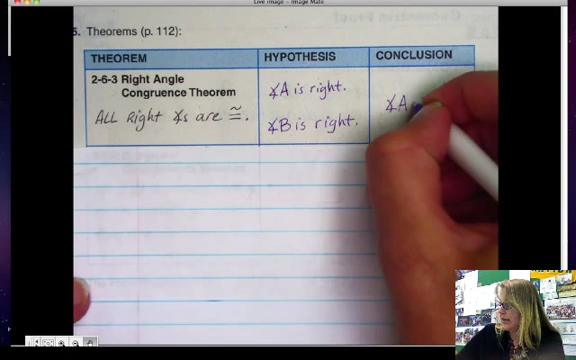 Live image - Image Mate
5. Theorems (p. 112):
THEOREM HYPOTHESIS CONCLUSION
2-6-3 Right Angle
Congruence Theorem
ALL Right ∡s are ≅.
∡A is right.
∡B is right.
∡A